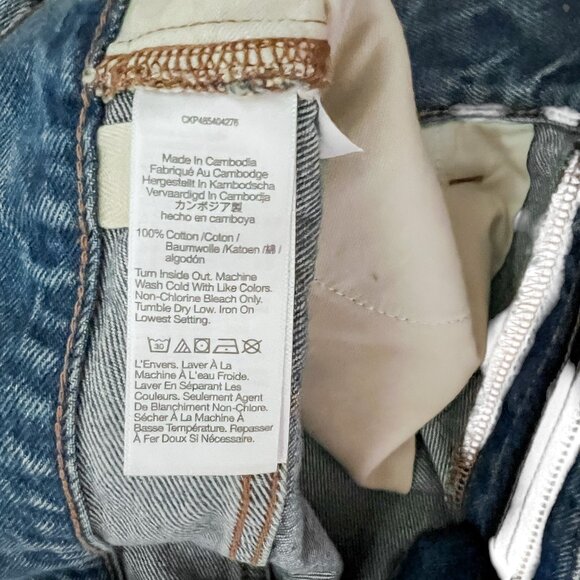 CKP485404276
Made In Cambodia
Fabriqué Au Cambodge
Hergestellt In Kambodscha
Vervaardigd In Cambodja
カンボジア製
hecho en camboya
100% Cotton /Coton/
Baumwolle /Katoen /綿/
algodón
Turn Inside Out. Machine
Wash Cold With Like Colors.
Non-Chlorine Bleach Only.
Tumble Dry Low. Iron On
Lowest Setting.
30
L'Envers. Laver À La
Machine À L'eau Froide.
Laver En Séparant Les
Couleurs. Seulement Agent
De Blanchiment Non-Chlore.
Sécher À La Machine À
Basse Température. Repasser
À Fer Doux Si Nécessaire.